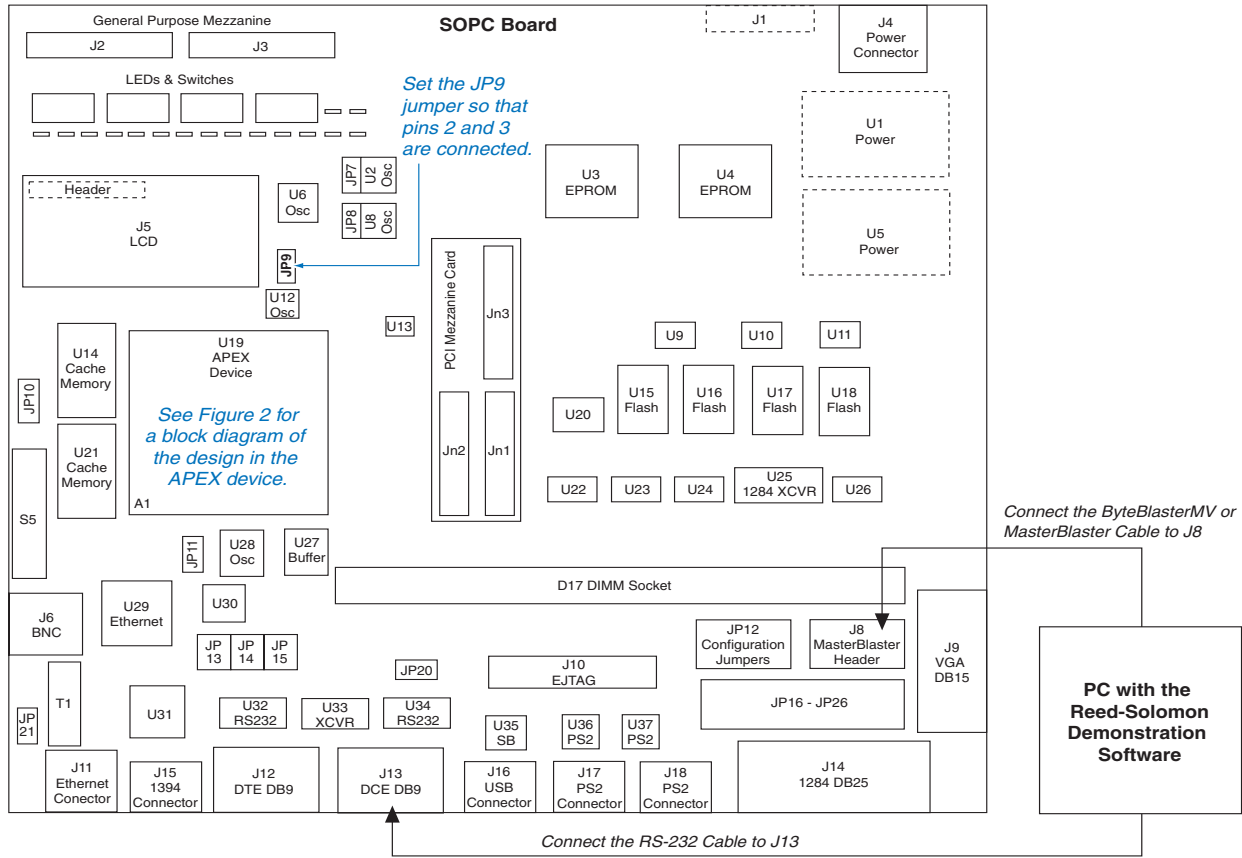 SOPC Board
General Purpose Mezzanine
J2
J3
J1
J4
Power
Connector
LEDs & Switches
Set the JP9
jumper so that
pins 2 and 3
are connected.
U1
Power
JP7
U2
Osc
U3
EPROM
U4
EPROM
Header
J5
LCD
U6
Osc
JP8
U8
Osc
U5
Power
JP9
U12
Osc
U13
PCI Mezzanine Card
Jn3
Jn2
Jn1
U9
U10
U11
U14
Cache
Memory
U19
APEX
Device
See Figure 2 for
a block diagram of
the design in the
APEX device.
A1
JP10
U21
Cache
Memory
U15
Flash
U16
Flash
U17
Flash
U18
Flash
U20
U22
U23
U24
U25
1284 XCVR
U26
S5
Connect the ByteBlasterMV or
MasterBlaster Cable to J8
JP11
U28
Osc
U27
Buffer
D17 DIMM Socket
J6
BNC
U29
Ethernet
U30
JP
13
JP
14
JP
15
JP12
Configuration
Jumpers
J8
MasterBlaster
Header
J9
VGA
DB15
PC with the
Reed-Solomon
Demonstration
Software
JP20
J10
EJTAG
T1
JP
21
U31
U32
RS232
U33
XCVR
U34
RS232
JP16 - JP26
U35
SB
U36
PS2
U37
PS2
J11
Ethernet
Conector
J15
1394
Connector
J12
DTE DB9
J13
DCE DB9
J16
USB
Connector
J17
PS2
Connector
J18
PS2
Connector
J14
1284 DB25
Connect the RS-232 Cable to J13